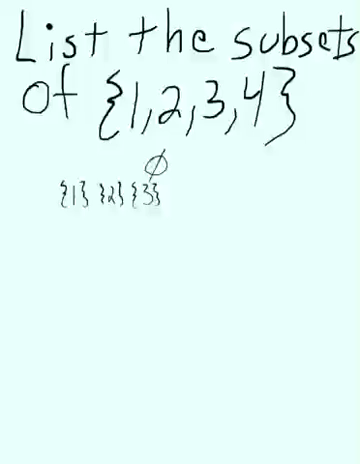 List the subsets
of {1,2,3,4}
∅
{1} {2} {3}